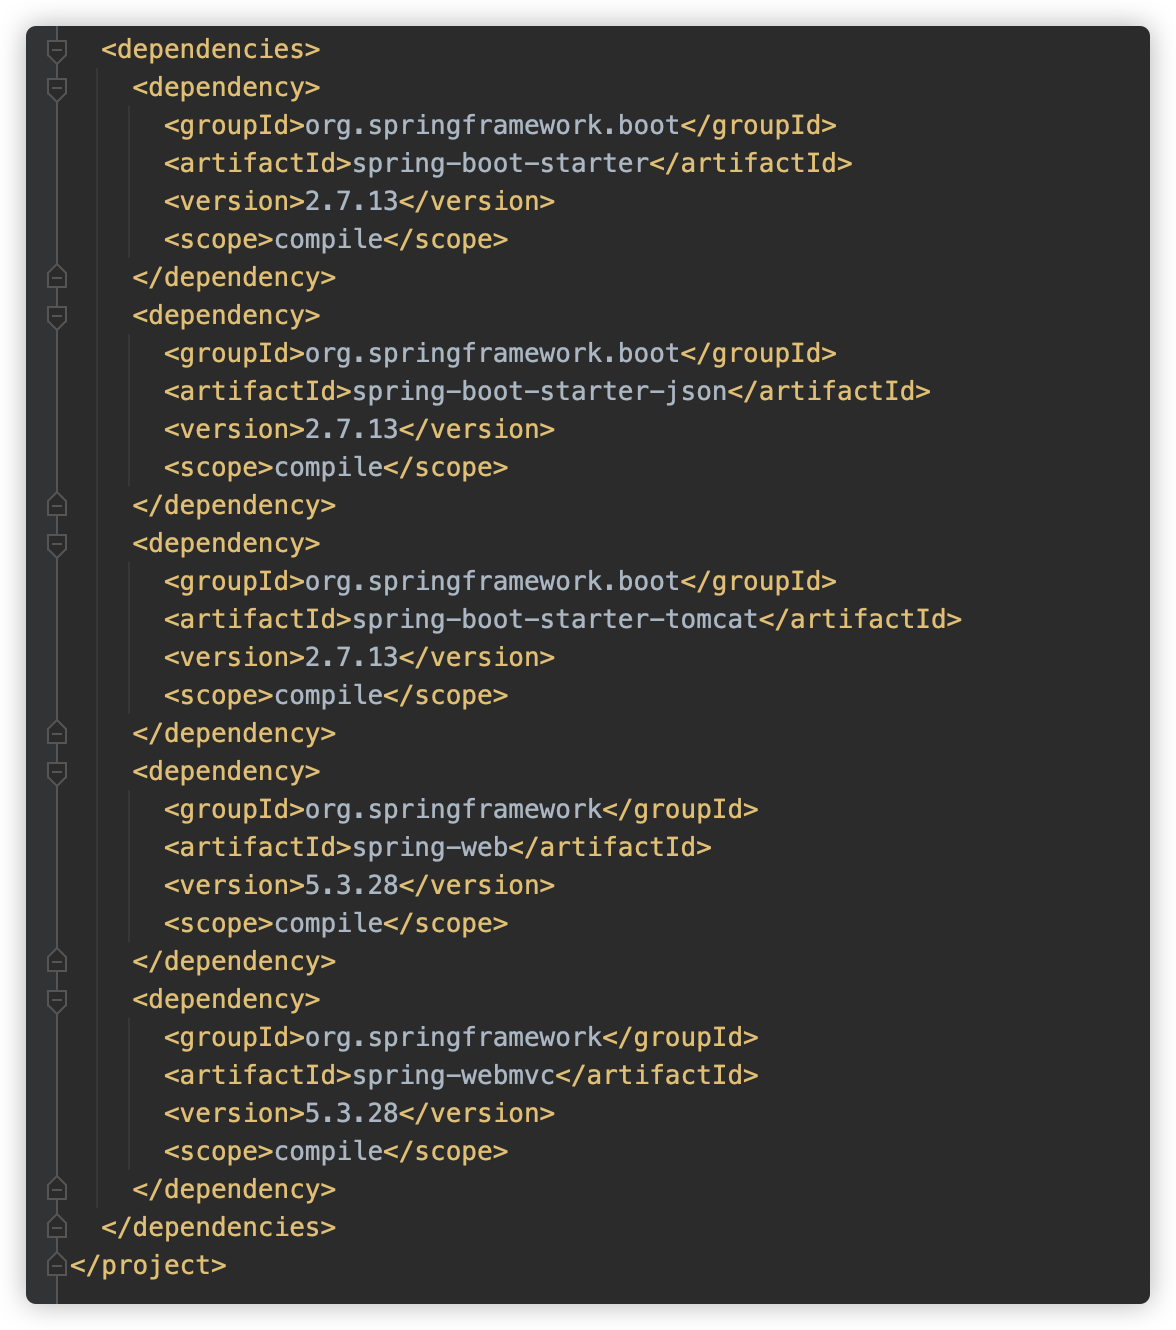 <dependencies>
<dependency>
<groupId>org.springframework.boot</groupId>
<artifactId>spring-boot-starter</artifactId>
<version>2.7.13</version>
<scope>compile</scope>
</dependency>
<dependency>
<groupId>org.springframework.boot</groupId>
<artifactId>spring-boot-starter-json</artifactId>
<version>2.7.13</version>
<scope>compile</scope>
</dependency>
<dependency>
<groupId>org.springframework.boot</groupId>
<artifactId>spring-boot-starter-tomcat</artifactId>
<version>2.7.13</version>
<scope>compile</scope>
</dependency>
<dependency>
<groupId>org.springframework</groupId>
<artifactId>spring-web</artifactId>
<version>5.3.28</version>
<scope>compile</scope>
</dependency>
<dependency>
<groupId>org.springframework</groupId>
<artifactId>spring-webmvc</artifactId>
<version>5.3.28</version>
<scope>compile</scope>
</dependency>
</dependencies>
</project>